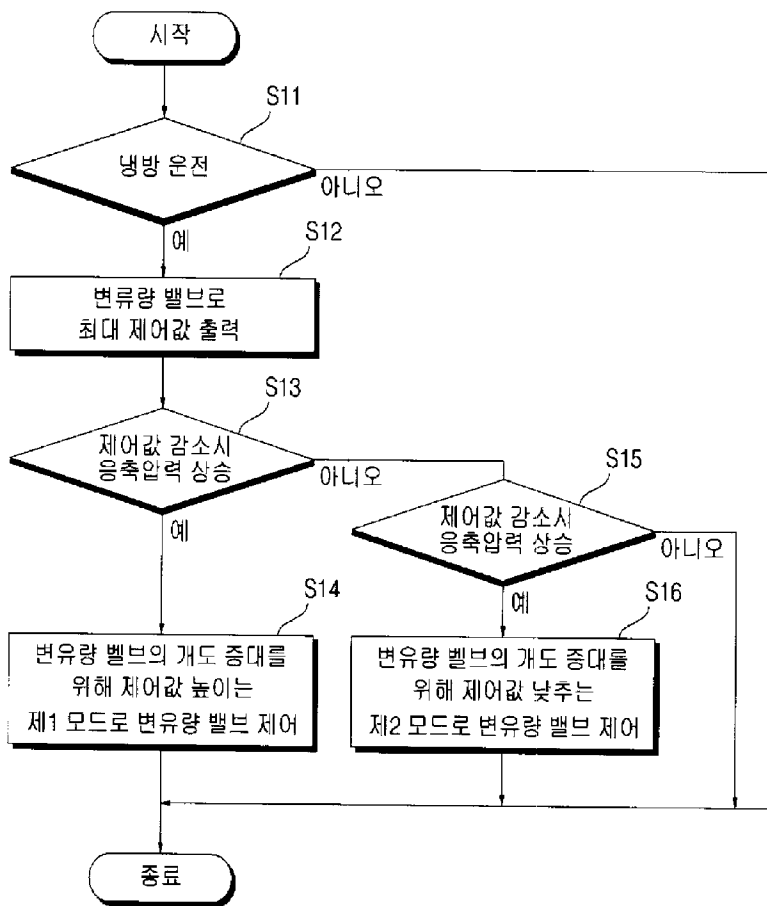 시작
S11
냉방 운전
아니오
예
S12
변류량 밸브로
최대 제어값 출력
S13
제어값 감소시
응축압력 상승
아니오
예
S15
제어값 감소시
응축압력 상승
아니오
예
S14
변유량 벨브의 개도 증대를
위해 제어값 높이는
제1 모드로 변유량 밸브 제어
S16
변유량 벨브의 개도 증대를
위해 제어값 낮추는
제2 모드로 변유량 밸브 제어
종료